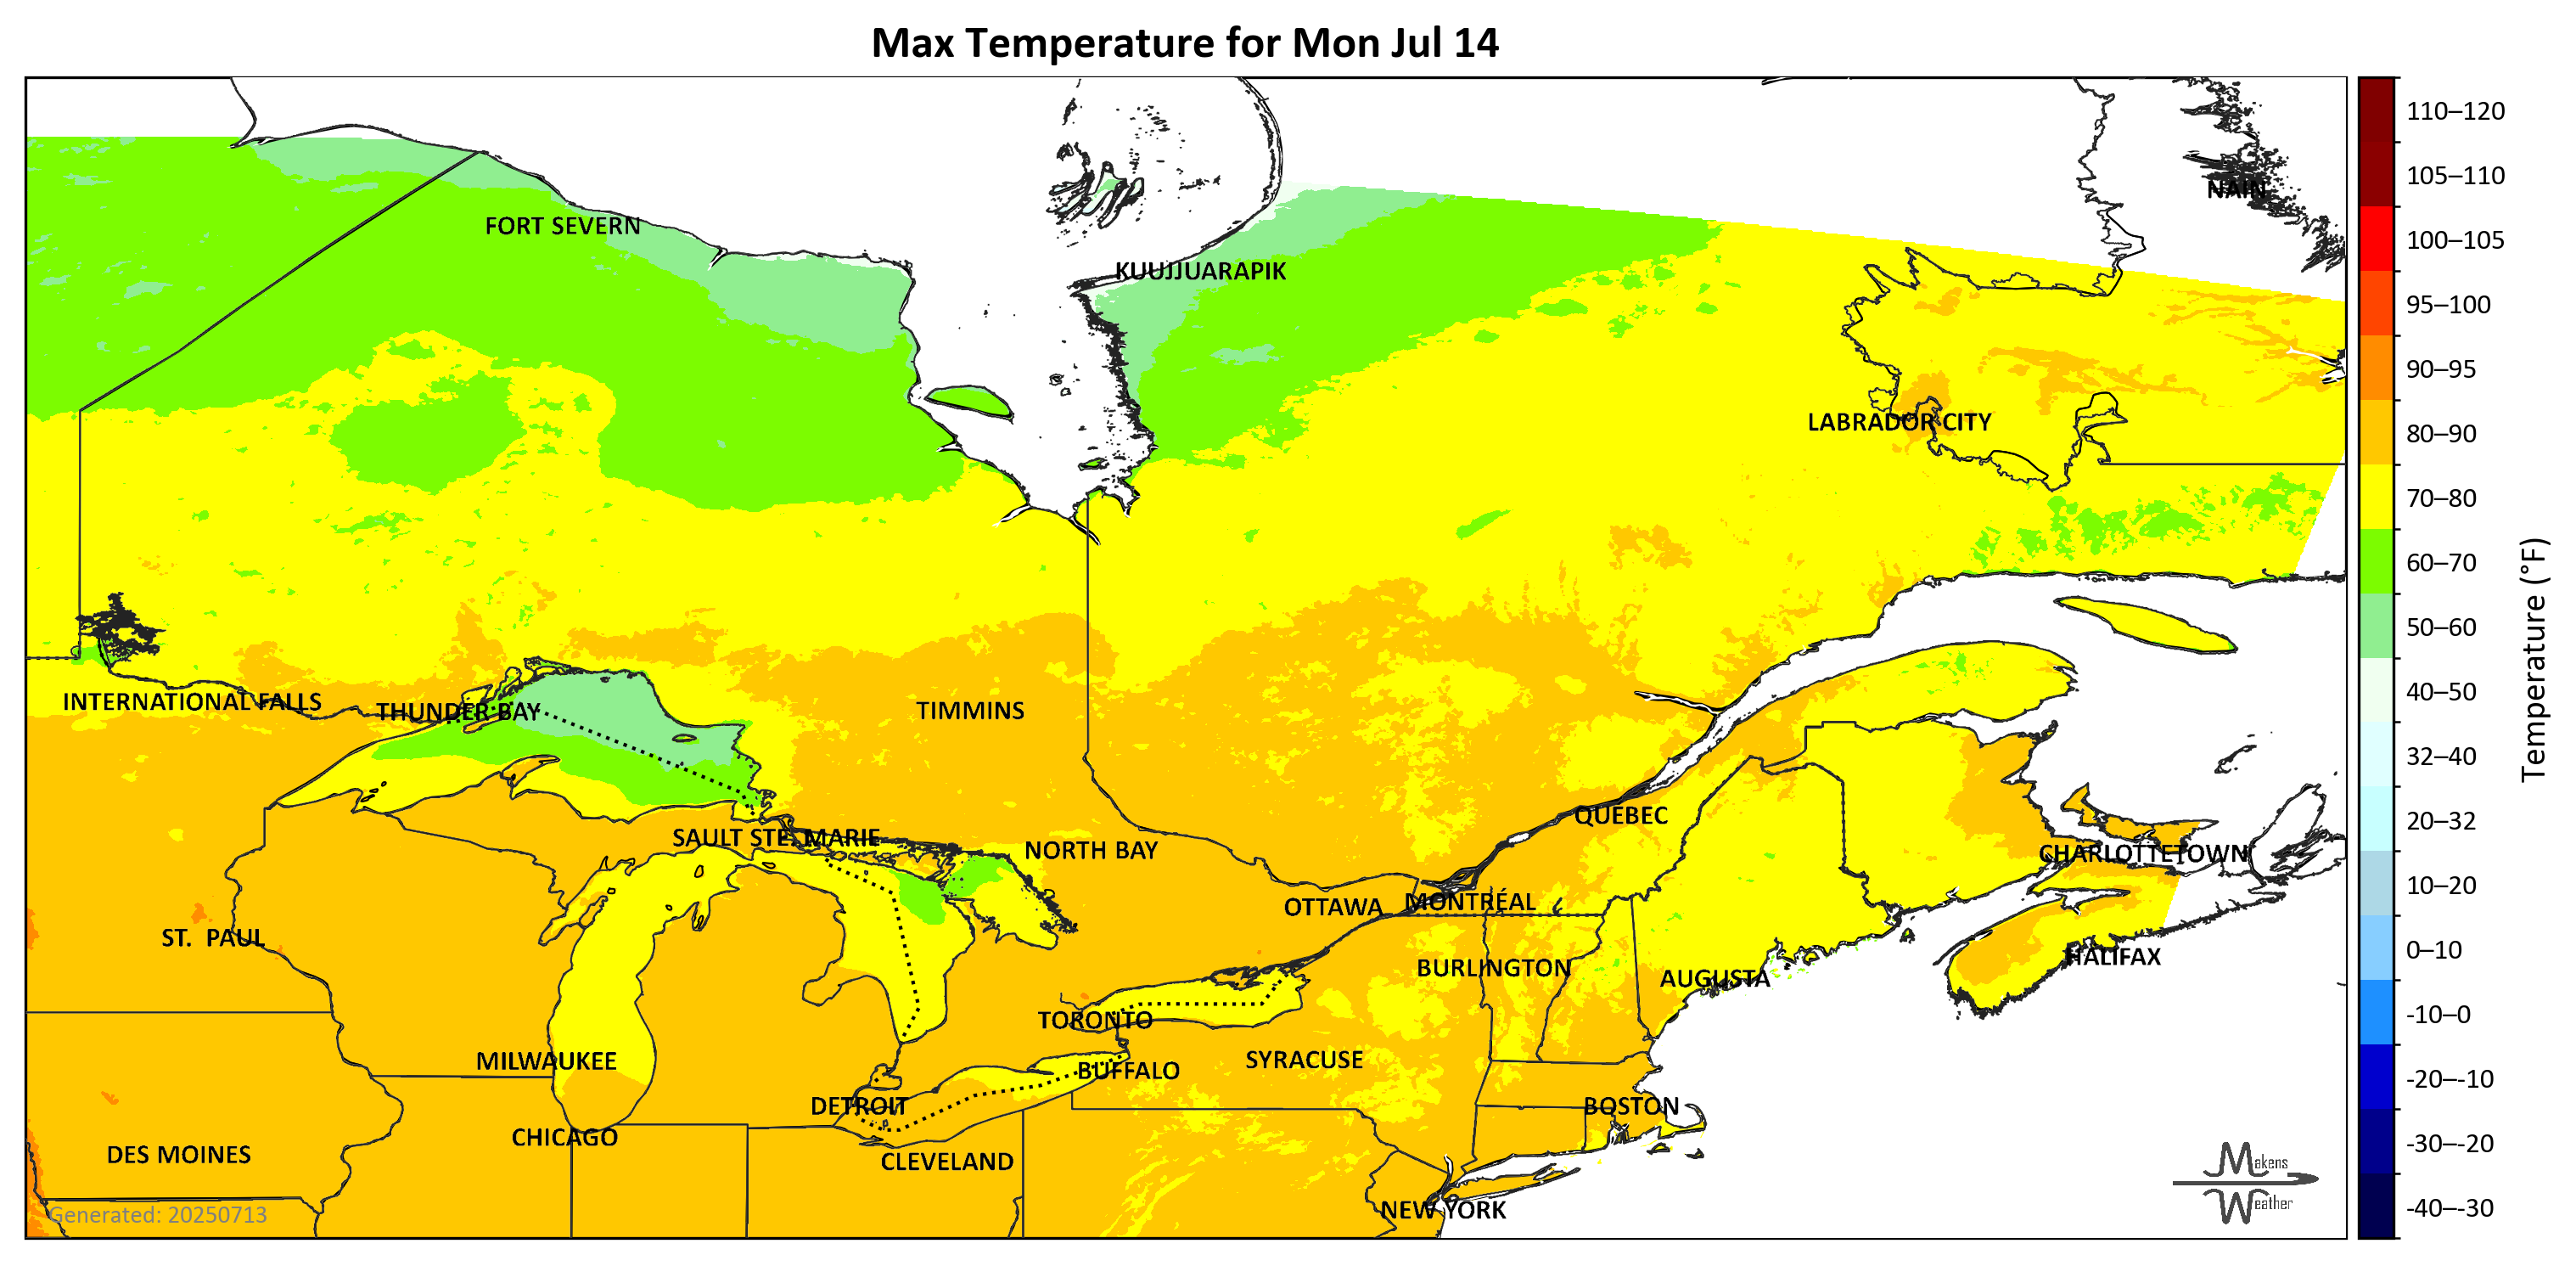 Max Temperature for Mon Jul 14
NAIN
FORT SEVERN
KUUJJUARAPIK
LABRADOR CITY
INTERNATIONAL FALLS
THUNDER BAY
TIMMINS
QUÉBEC
SAULT STE. MARIE
NORTH BAY
CHARLOTTETOWN
OTTAWA
MONTRÉAL
ST. PAUL
HALIFAX
BURLINGTON
AUGUSTA
TORONTO
MILWAUKEE
SYRACUSE
BUFFALO
DETROIT
BOSTON
CHICAGO
DES MOINES
CLEVELAND
NEW YORK
Generated: 20250713
Makens
Weather
110–120
105–110
100–105
95–100
90–95
80–90
70–80
60–70
50–60
40–50
32–40
20–32
10–20
0–10
-10–0
-20–-10
-30–-20
-40–-30
Temperature (°F)